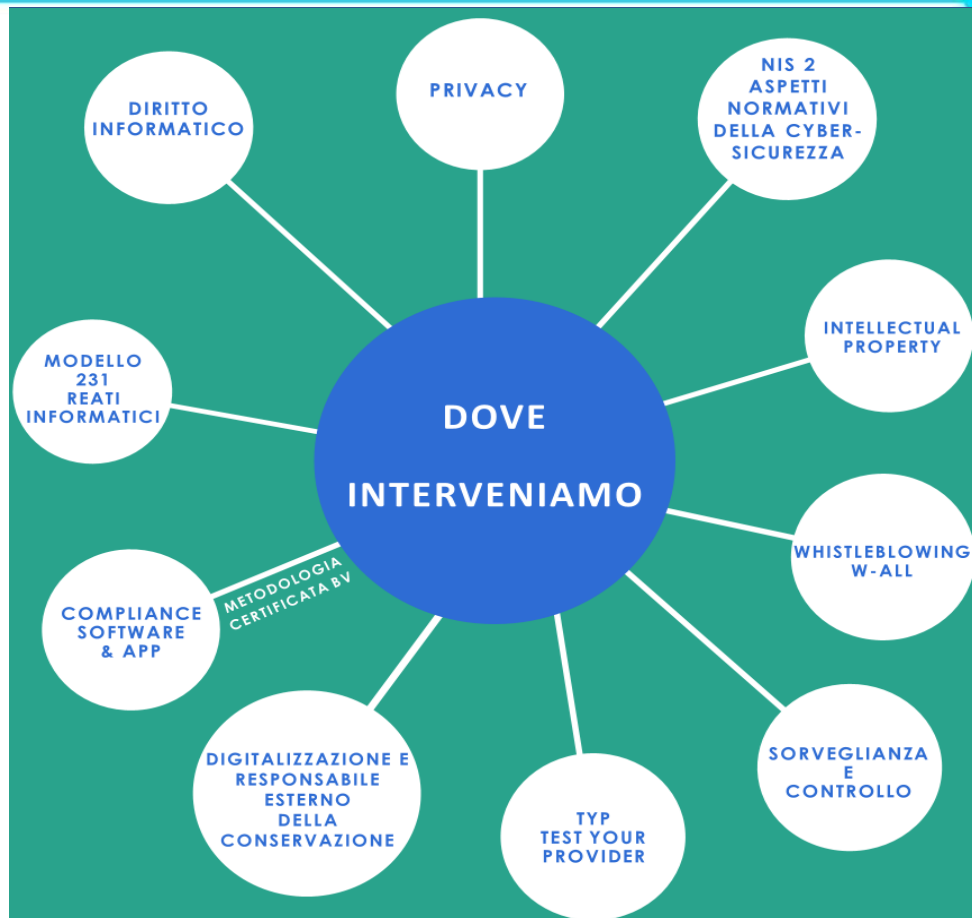 DIRITTO
INFORMATICO
PRIVACY
NIS 2
ASPETTI
NORMATIVI
DELLA CYBER-
SICUREZZA
INTELLECTUAL
PROPERTY
MODELLO
231
REATI
INFORMATICI
DOVE
INTERVENIAMO
WHISTLEBLOWING
W-ALL
METODOLOGIA
CERTIFICATA BV
COMPLIANCE
SOFTWARE
& APP
SORVEGLIANZA
E
CONTROLLO
DIGITALIZZAZIONE E
RESPONSABILE
ESTERNO
DELLA
CONSERVAZIONE
TYP
TEST YOUR
PROVIDER